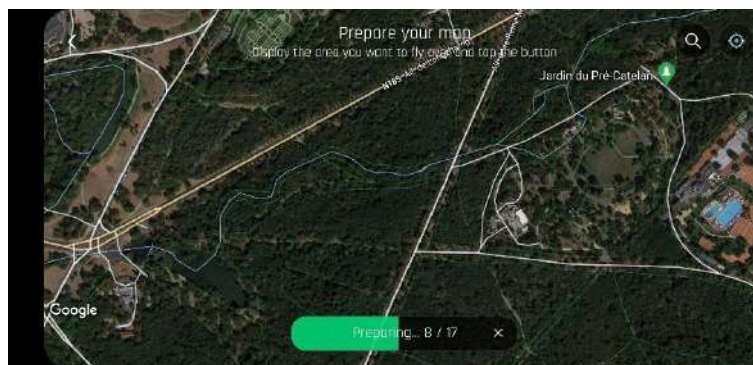 Prepare your map
Display the area you want to fly over and tap the button
Jardin du Pré-Catelan
Google
Preparing... 8 / 17